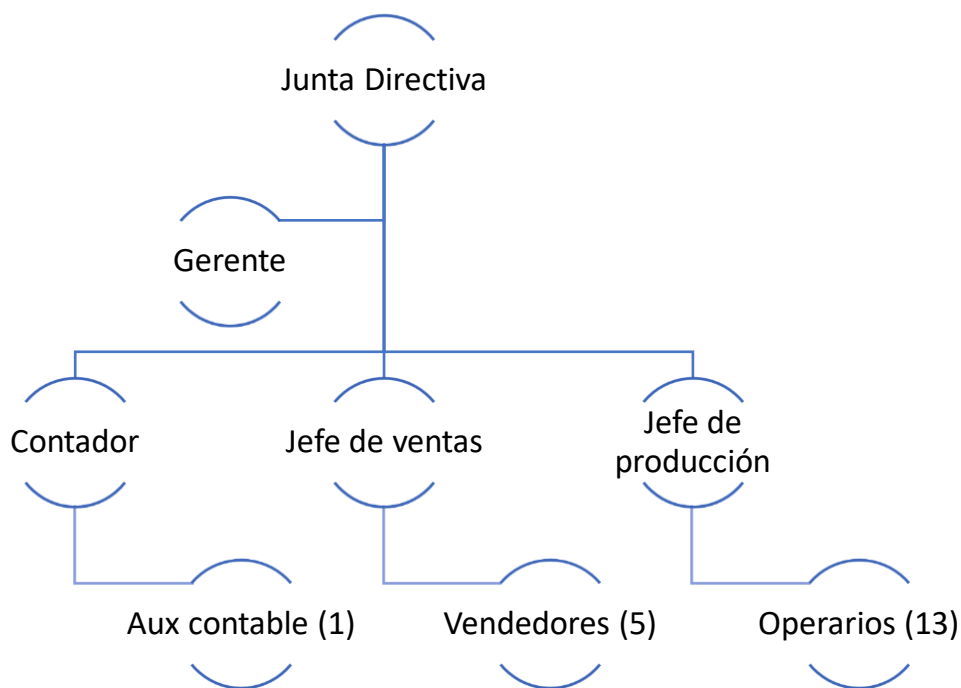 Junta Directiva
Gerente
Contador
Jefe de ventas
Jefe de
producción
Aux contable (1)
Vendedores (5)
Operarios (13)